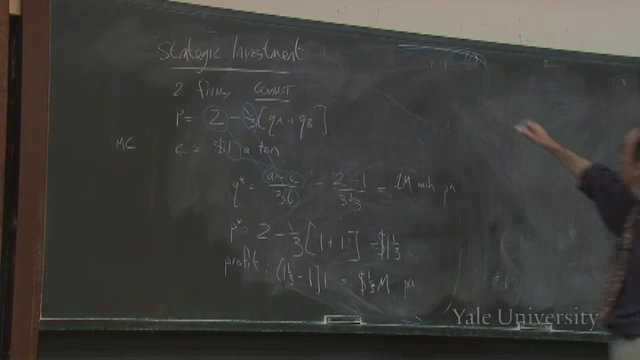 Strategic Investment
2 firms COURNOT
P = 2 - 1/3 [qA + qB]
MC c = $1 a ton
q* = (a - c)/3b = (2 - 1)/(3 1/3) = 1M each pa
p* = 2 - 1/3 [1 + 1] = $1 1/3
profit: (1 1/3 - 1) 1 = $1/3 M pa
Yale University